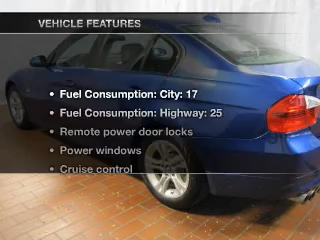 VEHICLE FEATURES
• Fuel Consumption: City: 17
• Fuel Consumption: Highway: 25
• Remote power door locks
• Power windows
• Cruise control